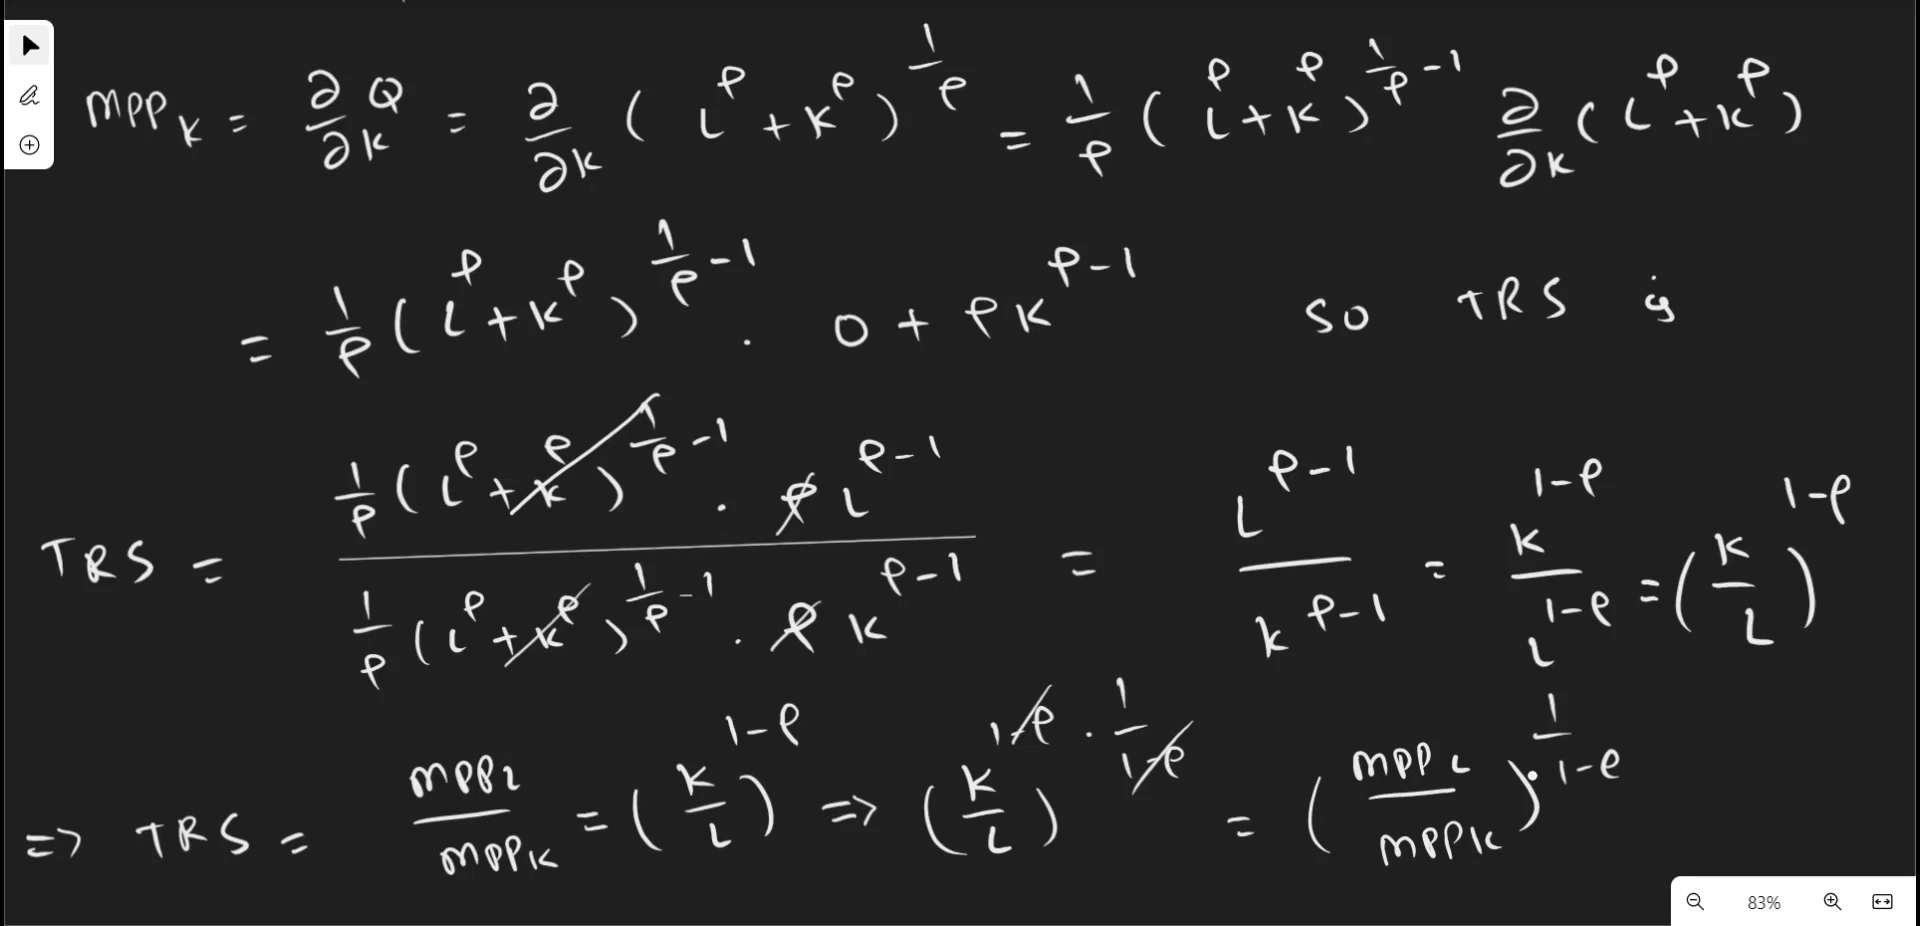 MPP_K = ∂Q/∂K = ∂/∂K (L^ρ + K^ρ)^(1/ρ) = 1/ρ (L^ρ + K^ρ)^(1/ρ - 1) ∂/∂K (L^ρ + K^ρ)
= 1/ρ (L^ρ + K^ρ)^(1/ρ - 1) . 0 + ρK^(ρ-1) So TRS is
TRS = [1/ρ (L^ρ + K^ρ)^(1/ρ - 1) . ρ L^(ρ-1)] / [1/ρ (L^ρ + K^ρ)^(1/ρ - 1) . ρ K^(ρ-1)] = L^(ρ-1) / K^(ρ-1) = K^(1-ρ) / L^(1-ρ) = (K/L)^(1-ρ)
=> TRS = MPP_L / MPP_K = (K/L)^(1-ρ) => (K/L)^(1-ρ . 1/(1-ρ)) = (MPP_L / MPP_K)^(1/(1-ρ))
83%